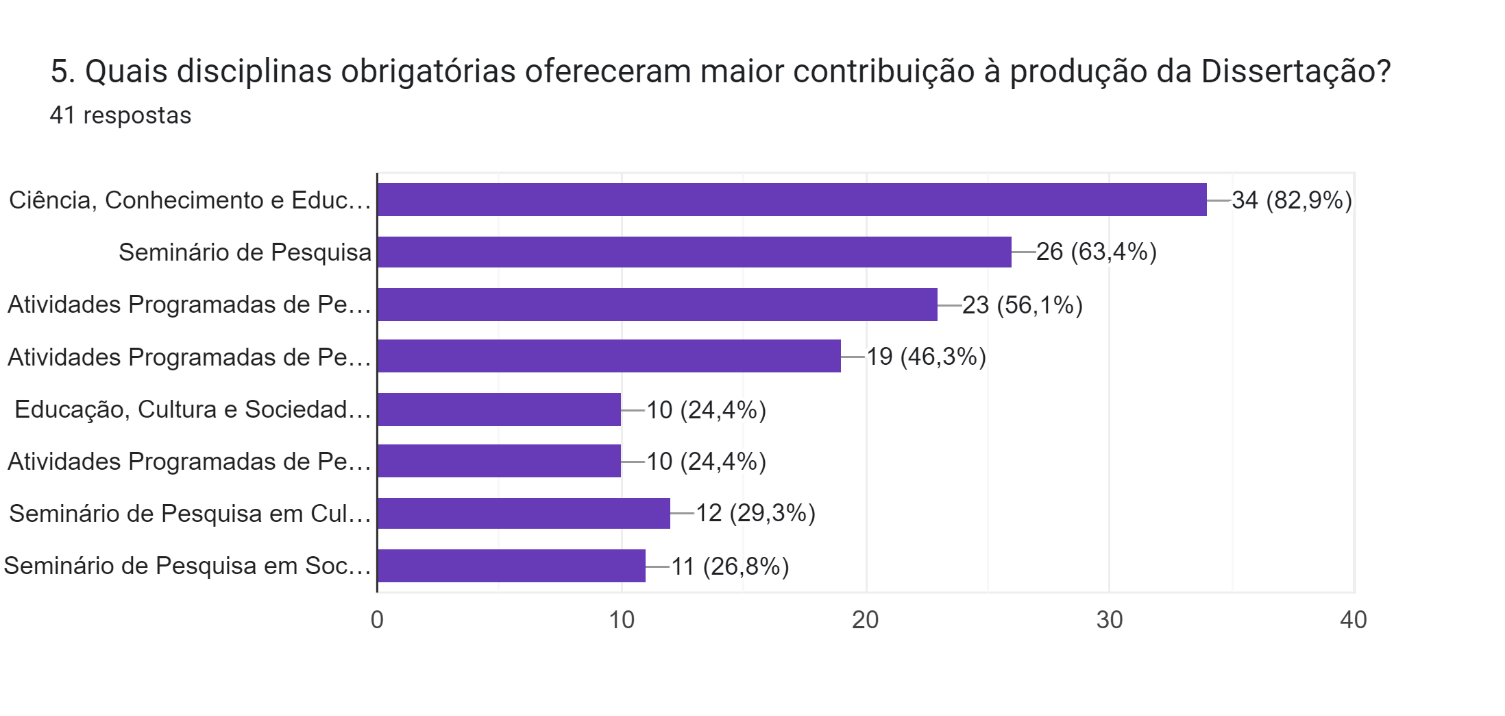 5. Quais disciplinas obrigatórias ofereceram maior contribuição à produção da Dissertação?
41 respostas
Ciência, Conhecimento e Educ… 34 (82,9%)
Seminário de Pesquisa 26 (63,4%)
Atividades Programadas de Pe… 23 (56,1%)
Atividades Programadas de Pe… 19 (46,3%)
Educação, Cultura e Sociedad… 10 (24,4%)
Atividades Programadas de Pe… 10 (24,4%)
Seminário de Pesquisa em Cul… 12 (29,3%)
Seminário de Pesquisa em Soc… 11 (26,8%)
0 10 20 30 40